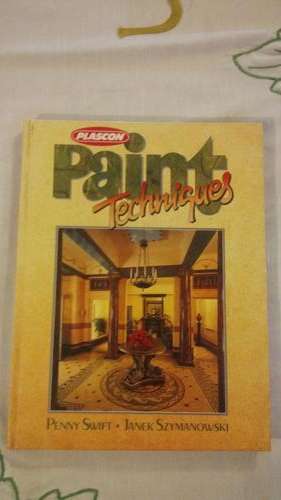 PLASCON
Paint
Techniques
PENNY SWIFT • JANEK SZYMANOWSKI